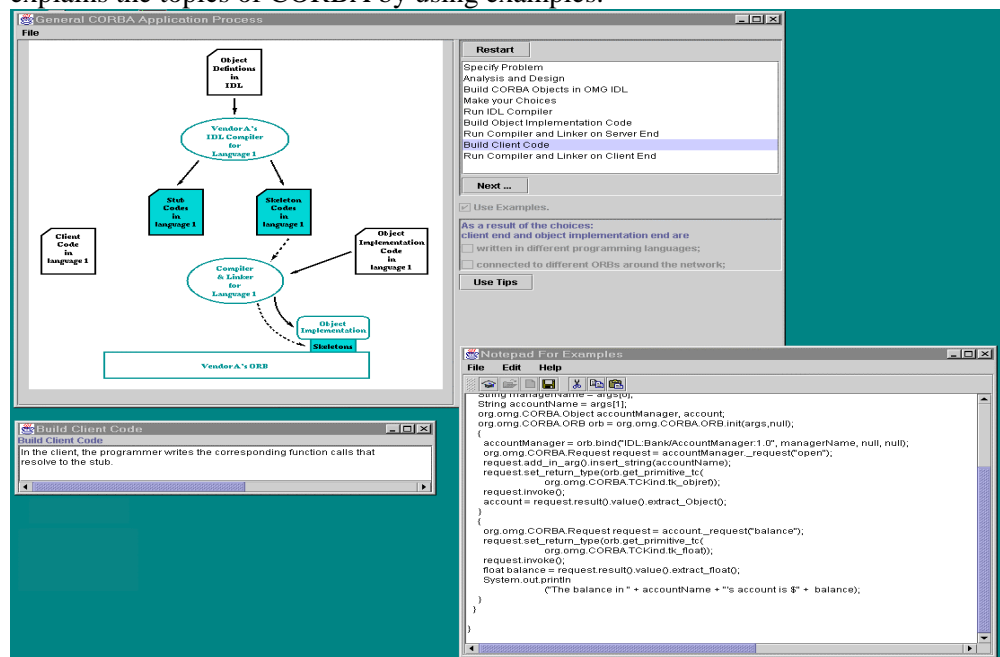 explains the topics of CORBA by using examples.
General CORBA Application Process
File
Object
Defintions
in
IDL
VendorA's
IDL Compiler
for
Language 1
Stub
Codes
in
language 1
Skeleton
Codes
in
language 1
Client
Code
in
language 1
Object
Implementation
Code
in
language 1
Compiler
& Linker
for
Language 1
Object
Implementation
Skeletons
VendorA's ORB
Restart
Specify Problem
Analysis and Design
Build CORBA Objects in OMG IDL
Make your Choices
Run IDL Compiler
Build Object Implementation Code
Run Compiler and Linker on Server End
Build Client Code
Run Compiler and Linker on Client End
Next ...
Use Examples.
As a result of the choices:
client end and object implementation end are
written in different programming languages;
connected to different ORBs around the network;
Use Tips
Build Client Code
Build Client Code
In the client, the programmer writes the corresponding function calls that
resolve to the stub.
Notepad For Examples
File Edit Help
String managerName = args[0];
String accountName = args[1];
org.omg.CORBA.Object accountManager, account;
org.omg.CORBA.ORB orb = org.omg.CORBA.ORB.init(args,null);
{
accountManager = orb.bind("IDL:Bank/AccountManager:1.0", managerName, null, null);
org.omg.CORBA.Request request = accountManager._request("open");
request.add_in_arg().insert_string(accountName);
request.set_return_type(orb.get_primitive_tc(
org.omg.CORBA.TCKind.tk_objref));
request.invoke();
account = request.result().value().extract_Object();
}
{
org.omg.CORBA.Request request = account._request("balance");
request.set_return_type(orb.get_primitive_tc(
org.omg.CORBA.TCKind.tk_float));
request.invoke();
float balance = request.result().value().extract_float();
System.out.println
("The balance in " + accountName + "'s account is $" + balance);
}
}
}